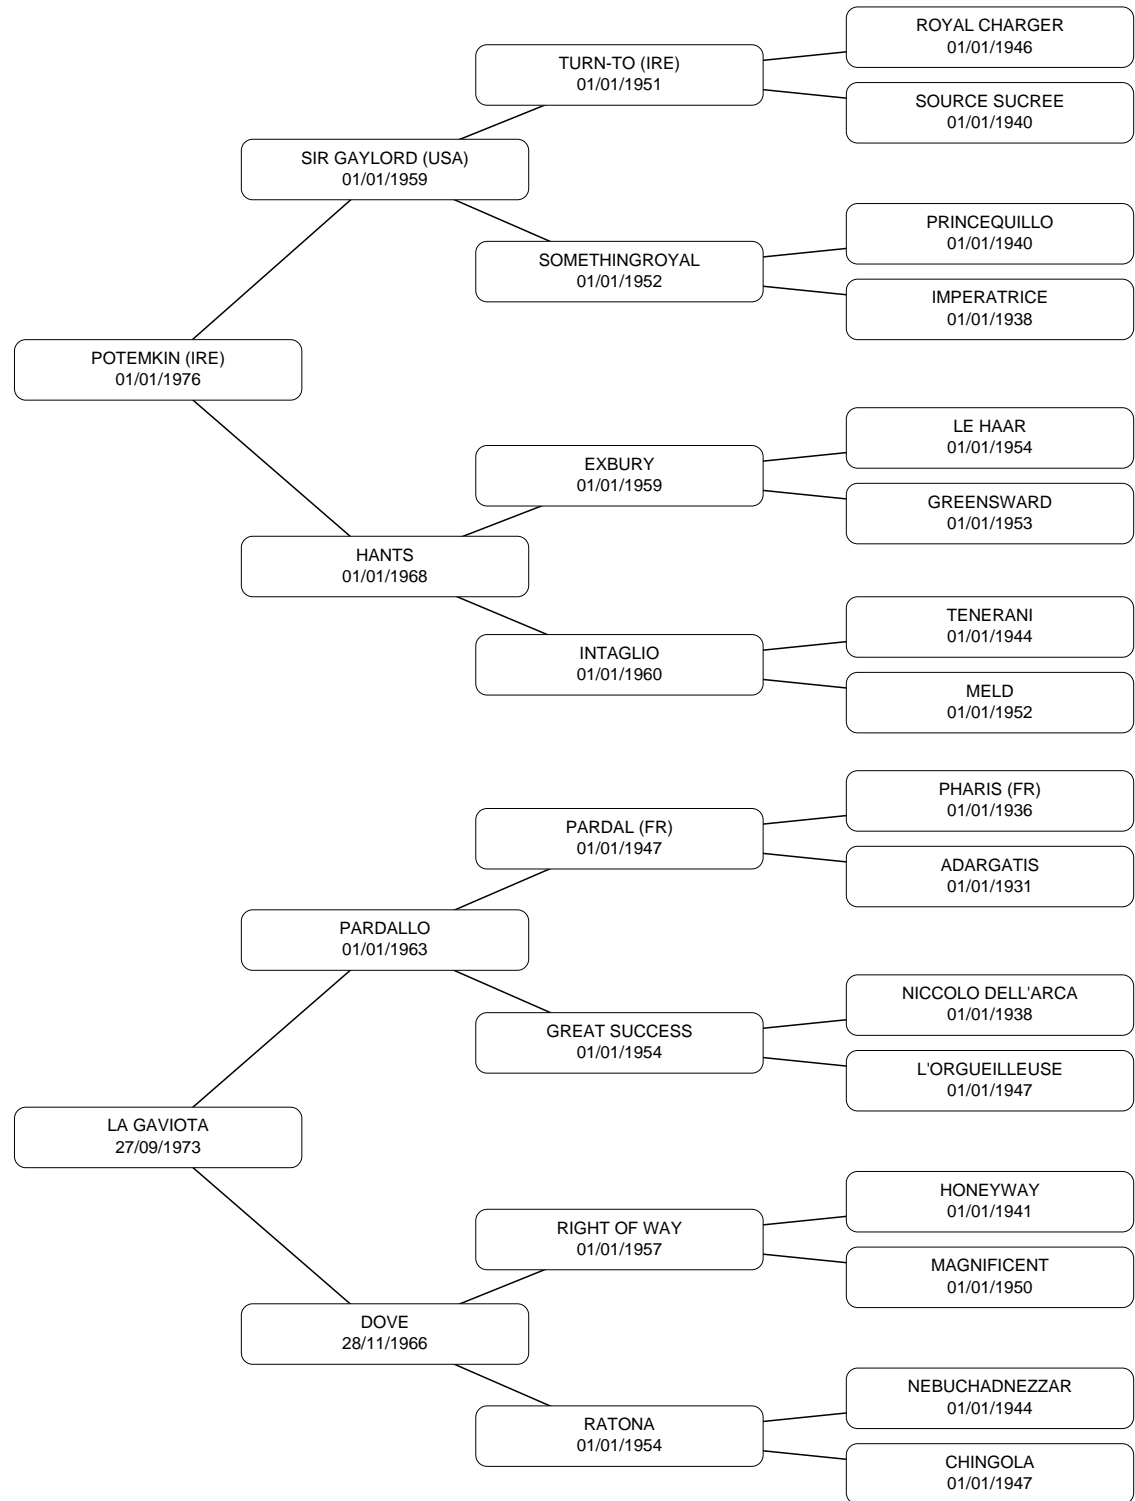 ROYAL CHARGER
01/01/1946
TURN-TO (IRE)
01/01/1951
SOURCE SUCREE
01/01/1940
SIR GAYLORD (USA)
01/01/1959
PRINCEQUILLO
01/01/1940
SOMETHINGROYAL
01/01/1952
IMPERATRICE
01/01/1938
POTEMKIN (IRE)
01/01/1976
LE HAAR
01/01/1954
EXBURY
01/01/1959
GREENSWARD
01/01/1953
HANTS
01/01/1968
TENERANI
01/01/1944
INTAGLIO
01/01/1960
MELD
01/01/1952
PHARIS (FR)
01/01/1936
PARDAL (FR)
01/01/1947
ADARGATIS
01/01/1931
PARDALLO
01/01/1963
NICCOLO DELL'ARCA
01/01/1938
GREAT SUCCESS
01/01/1954
L'ORGUEILLEUSE
01/01/1947
LA GAVIOTA
27/09/1973
HONEYWAY
01/01/1941
RIGHT OF WAY
01/01/1957
MAGNIFICENT
01/01/1950
DOVE
28/11/1966
NEBUCHADNEZZAR
01/01/1944
RATONA
01/01/1954
CHINGOLA
01/01/1947